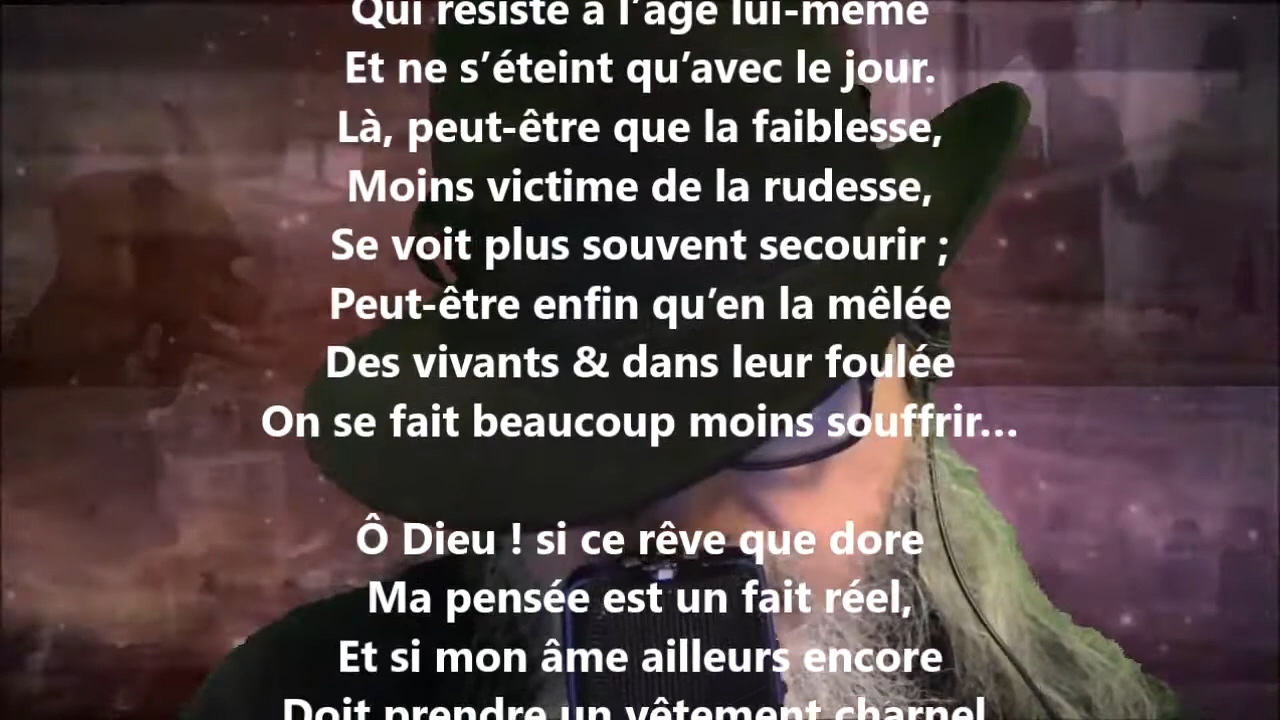 Qui résiste à l’âge lui-même
Et ne s’éteint qu’avec le jour.
Là, peut-être que la faiblesse,
Moins victime de la rudesse,
Se voit plus souvent secourir ;
Peut-être enfin qu’en la mêlée
Des vivants & dans leur foulée
On se fait beaucoup moins souffrir...
Ô Dieu ! si ce rêve que dore
Ma pensée est un fait réel,
Et si mon âme ailleurs encore
Doit prendre un vêtement charnel